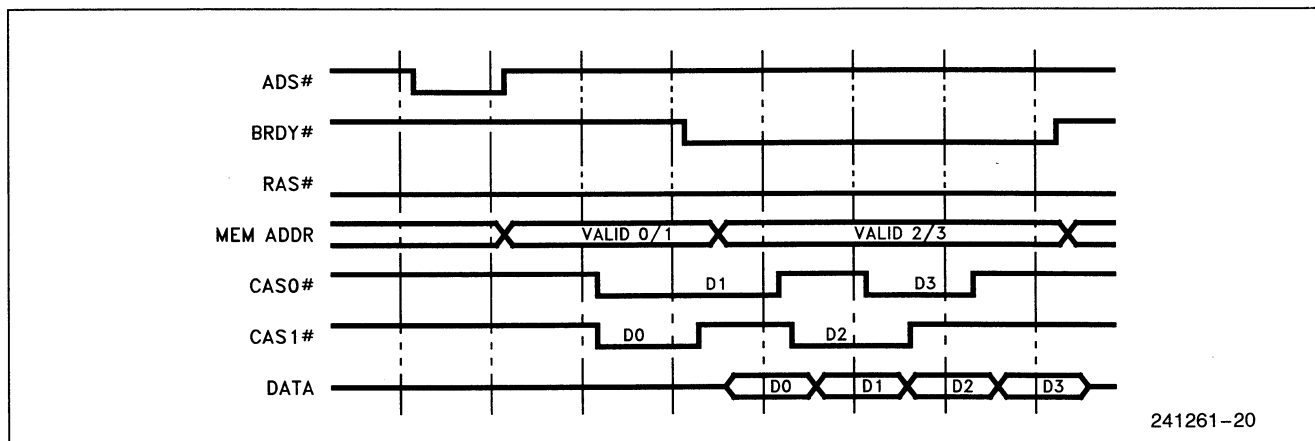 ADS#
BRDY#
RAS#
MEM ADDR VALID 0/1 VALID 2/3
CAS0# D1 D3
CAS1# D0 D2
DATA D0 D1 D2 D3
241261-20